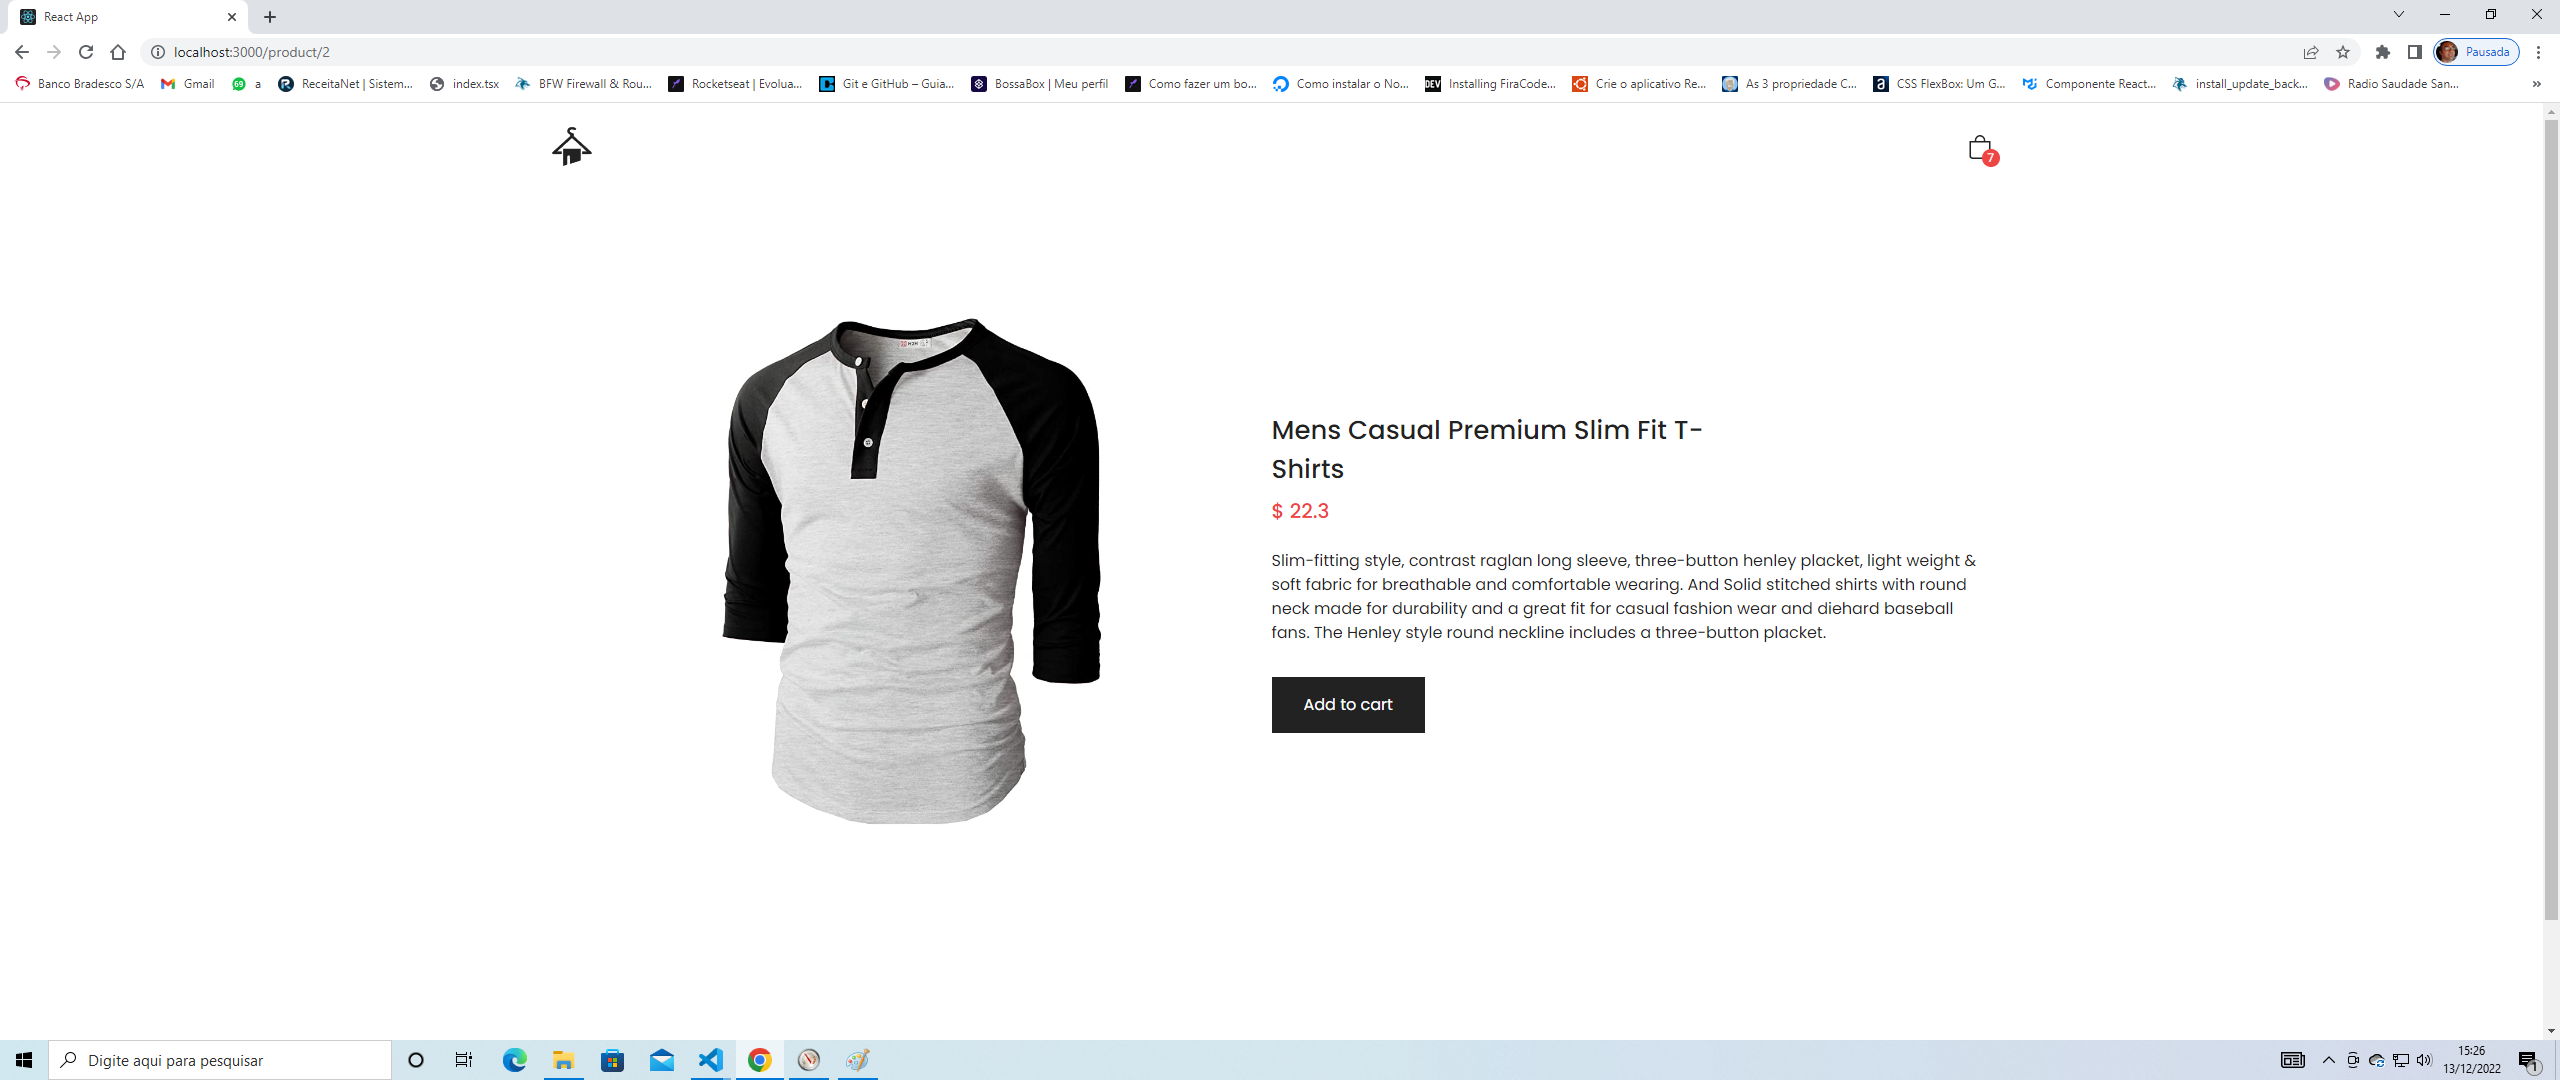 React App
localhost:3000/product/2
Pausada
Banco Bradesco S/A
Gmail
69
a
ReceitaNet | Sistem...
index.tsx
BFW Firewall & Rou...
Rocketseat | Evolua...
Git e GitHub – Guia...
BossaBox | Meu perfil
Como fazer um bo...
Como instalar o No...
DEV
Installing FiraCode...
Crie o aplicativo Re...
As 3 propriedade C...
a
CSS FlexBox: Um G...
Componente React...
install_update_back...
Radio Saudade San...
7
Mens Casual Premium Slim Fit T-
Shirts
$ 22.3
Slim-fitting style, contrast raglan long sleeve, three-button henley placket, light weight &
soft fabric for breathable and comfortable wearing. And Solid stitched shirts with round
neck made for durability and a great fit for casual fashion wear and diehard baseball
fans. The Henley style round neckline includes a three-button placket.
Add to cart
Digite aqui para pesquisar
15:26
13/12/2022
1